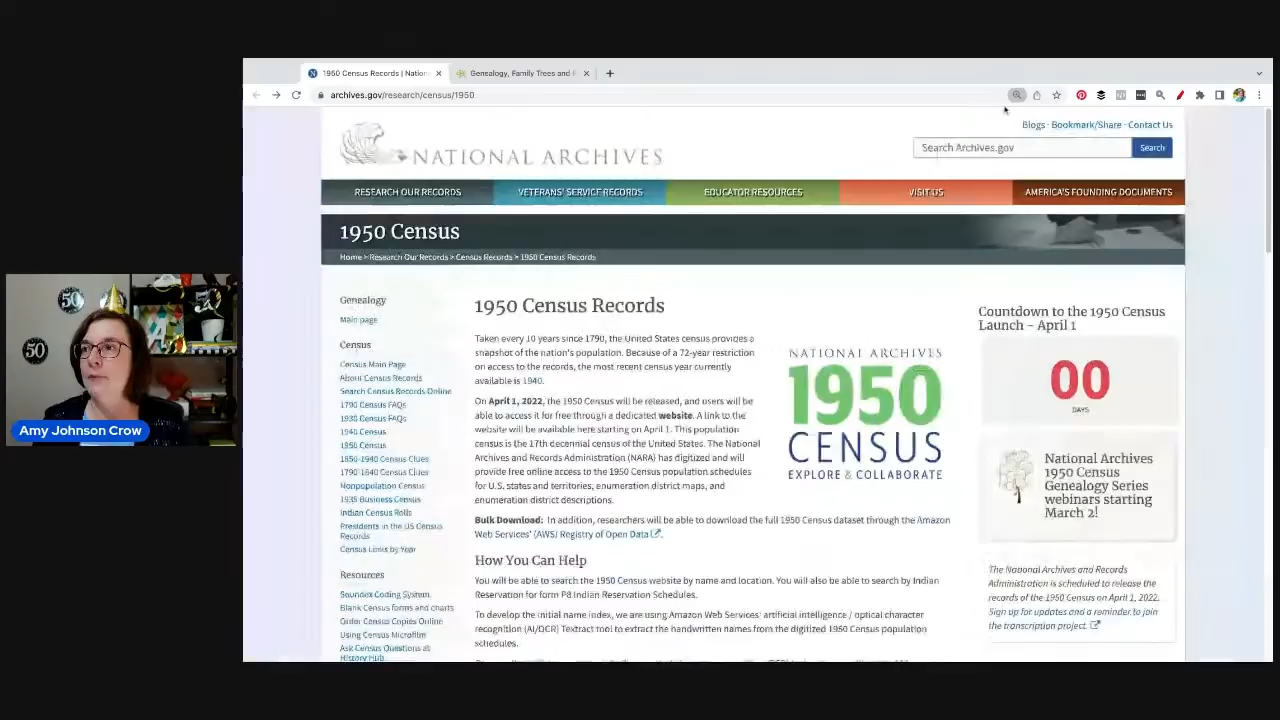 1950 Census Records | Nation
Genealogy, Family Trees and F
archives.gov/research/census/1950
Blogs · Bookmark/Share · Contact Us
NATIONAL ARCHIVES
Search Archives.gov
Search
RESEARCH OUR RECORDS
VETERANS' SERVICE RECORDS
EDUCATOR RESOURCES
VISIT US
AMERICA'S FOUNDING DOCUMENTS
1950 Census
Home > Research Our Records > Census Records > 1950 Census Records
Genealogy
Main page
Census
Census Main Page
About Census Records
Search Census Records Online
1790 Census FAQs
1930 Census FAQs
1940 Census
1950 Census
1850-1940 Census Clues
1790-1840 Census Clues
Nonpopulation Census
1935 Business Census
Indian Census Rolls
Presidents in the US Census
Records
Census Links by Year
Resources
Soundex Coding System
Blank Census forms and charts
Order Census Copies Online
Using Census Microfilm
Ask Census Questions at
History Hub
1950 Census Records
Taken every 10 years since 1790, the United States census provides a
snapshot of the nation's population. Because of a 72-year restriction
on access to the records, the most recent census year currently
available is 1940.
On April 1, 2022, the 1950 Census will be released, and users will be
able to access it for free through a dedicated website. A link to the
website will be available here starting on April 1. This population
census is the 17th decennial census of the United States. The National
Archives and Records Administration (NARA) has digitized and will
provide free online access to the 1950 Census population schedules
for U.S. states and territories, enumeration district maps, and
enumeration district descriptions.
NATIONAL ARCHIVES
1950
CENSUS
EXPLORE & COLLABORATE
Bulk Download: In addition, researchers will be able to download the full 1950 Census dataset through the Amazon
Web Services' (AWS) Registry of Open Data.
How You Can Help
You will be able to search the 1950 Census website by name and location. You will also be able to search by Indian
Reservation for form P8 Indian Reservation Schedules.
To develop the initial name index, we are using Amazon Web Services' artificial intelligence / optical character
recognition (AI/OCR) Textract tool to extract the handwritten names from the digitized 1950 Census population
schedules.
Countdown to the 1950 Census
Launch – April 1
00
DAYS
National Archives
1950 Census
Genealogy Series
webinars starting
March 2!
The National Archives and Records
Administration is scheduled to release the
records of the 1950 Census on April 1, 2022.
Sign up for updates and a reminder to join
the transcription project.
50
50
Amy Johnson Crow